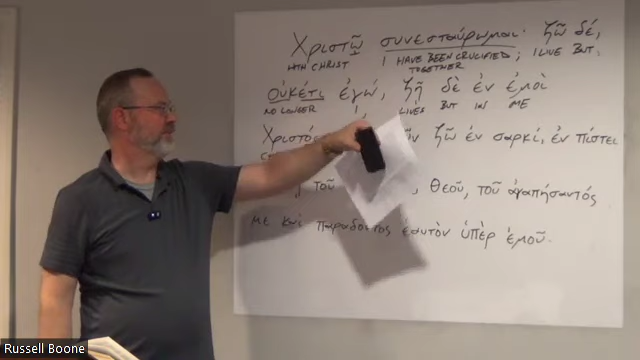 Χριστῷ συνεσταύρωμαι· ζῶ δέ,
WITH CHRIST I HAVE BEEN CRUCIFIED; I LIVE BUT.
TOGETHER
Οὐκέτι ἐγώ, ζῇ δὲ ἐν ἐμοὶ
NO LONGER I, LIVES BUT IN ME
ζῶ ἐν σαρκί, ἐν πίστει
τοῦ Θεοῦ, τοῦ ἀγαπήσαντός
με καὶ παραδόντος ἑαυτὸν ὑπὲρ ἐμοῦ.
Russell Boone